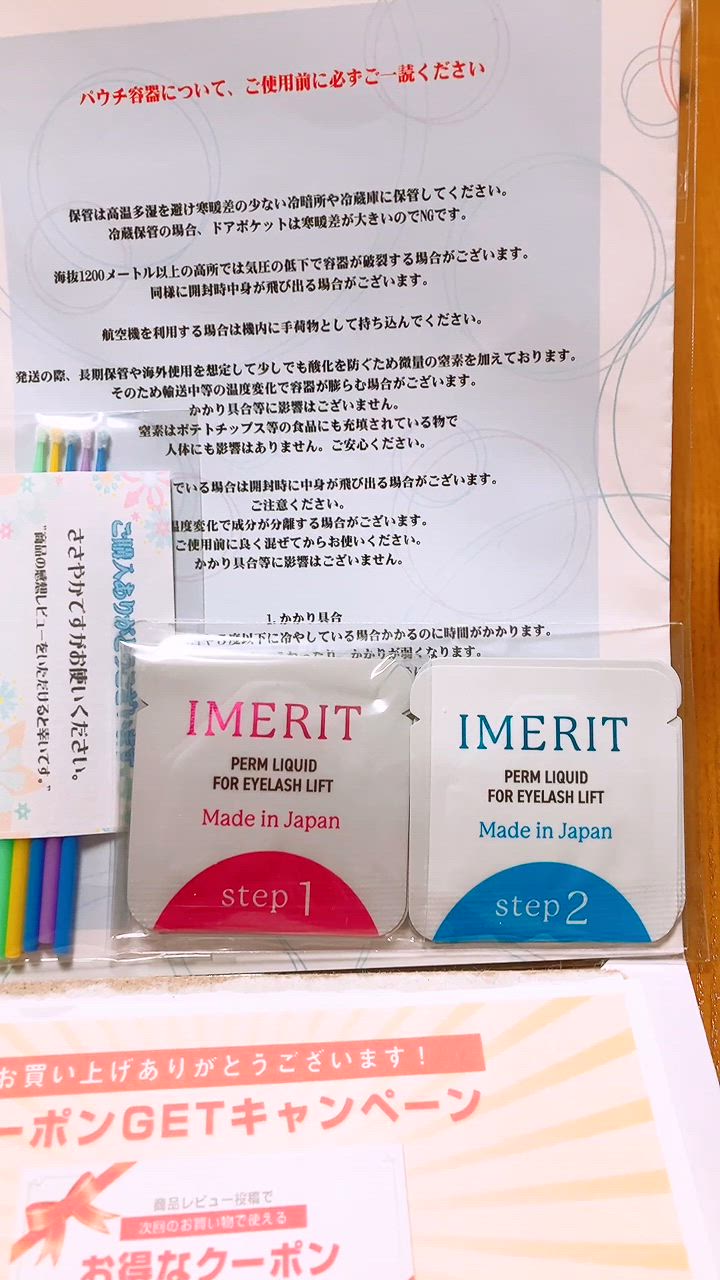 パウチ容器について、ご使用前に必ずご一読ください
保管は高温多湿を避け寒暖差の少ない冷暗所や冷蔵庫に保管してください。
冷蔵保管の場合、ドアポケットは寒暖差が大きいのでNGです。
海抜1200メートル以上の高所では気圧の低下で容器が破裂する場合がございます。
同様に開封時中身が飛び出る場合がございます。
航空機を利用する場合は機内に手荷物として持ち込んでください。
発送の際、長期保管や海外使用を想定して少しでも酸化を防ぐため微量の窒素を加えております。
そのため輸送中等の温度変化で容器が膨らむ場合がございます。
かかり具合等に影響はございません。
窒素はポテトチップス等の食品にも充填されている物で
人体にも影響はありません。ご安心ください。
でいる場合は開封時に中身が飛び出る場合がございます。
ご注意ください。
温度変化で成分が分離する場合がございます。
ご使用前に良く混ぜてからお使いください。
かかり具合等に影響はございません。
1. かかり具合
度以下に冷やしている場合かかるのに時間がかかります。
かかりが弱くなります。
ご購入ありがとうございます
ささやかですがお使いください。
"商品の感想レビューをいただけると幸いです。"
IMERIT
PERM LIQUID
FOR EYELASH LIFT
Made in Japan
step 1
IMERIT
PERM LIQUID
FOR EYELASH LIFT
Made in Japan
step 2
お買い上げありがとうございます！
ーポンGETキャンペーン
商品レビュー投稿で
次回のお買い物で使える
お得なクーポン